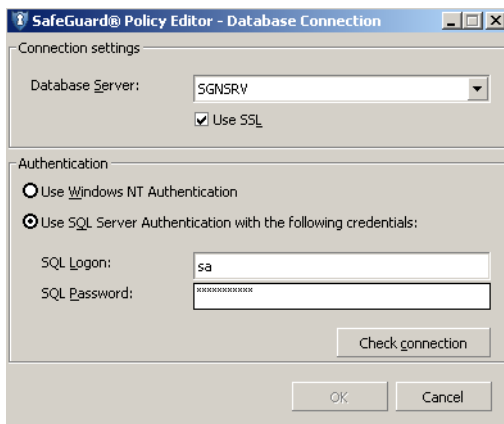 SafeGuard® Policy Editor - Database Connection
Connection settings
Database Server: SGNSRV
Use SSL
Authentication
Use Windows NT Authentication
Use SQL Server Authentication with the following credentials:
SQL Logon: sa
SQL Password: ***********
Check connection
OK Cancel